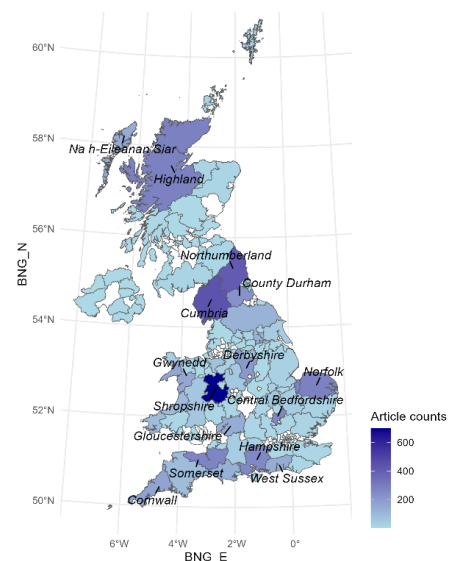 60°N
58°N
Na h-Eileanan Siar
Highland
56°N
Northumberland
BNG_N
County Durham
54°N
Cumbria
Derbyshire
Gwynedd
Norfolk
Central Bedfordshire
Shropshire
52°N
Article counts
Gloucestershire
600
Hampshire
400
Somerset
West Sussex
200
50°N
Cornwall
6°W 4°W 2°W 0°
BNG_E